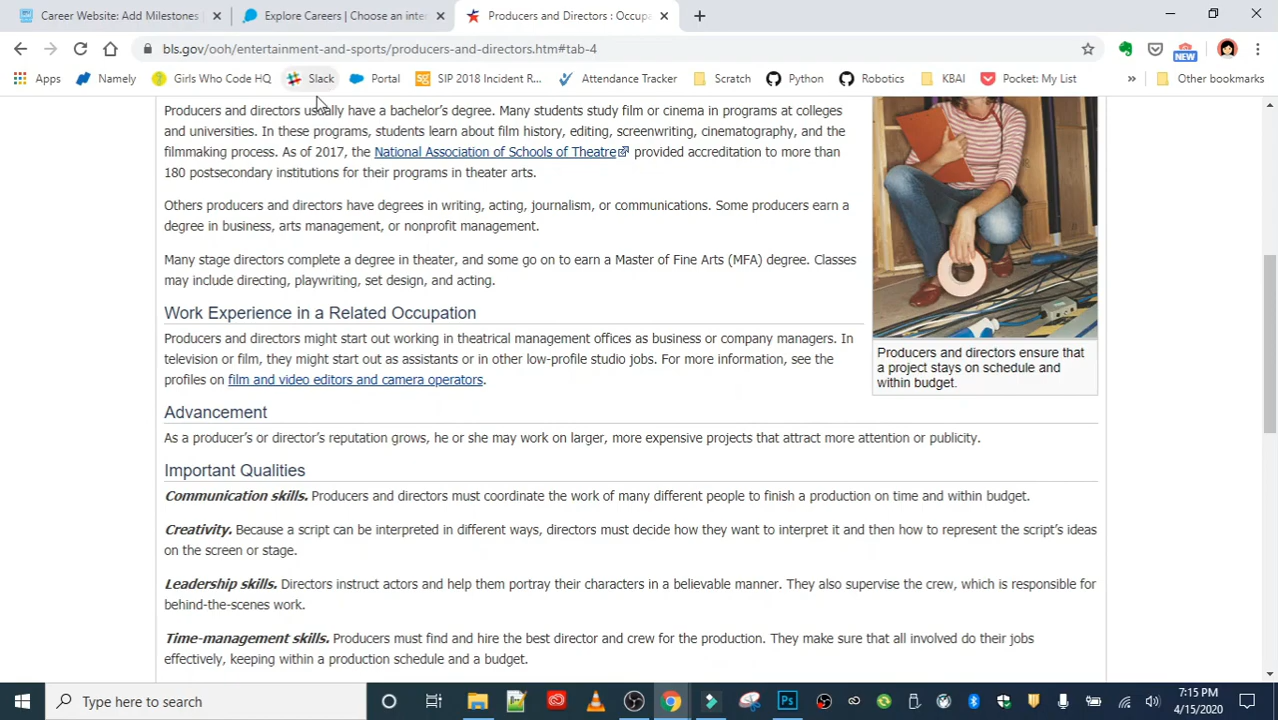 Career Website: Add Milestones
Explore Careers | Choose an inte
Producers and Directors : Occupa
bls.gov/ooh/entertainment-and-sports/producers-and-directors.htm#tab-4
NEW
Apps
Namely
Girls Who Code HQ
Slack
Portal
SIP 2018 Incident R...
Attendance Tracker
Scratch
Python
Robotics
KBAI
Pocket: My List
»
Other bookmarks
Producers and directors usually have a bachelor's degree. Many students study film or cinema in programs at colleges
and universities. In these programs, students learn about film history, editing, screenwriting, cinematography, and the
filmmaking process. As of 2017, the National Association of Schools of Theatre provided accreditation to more than
180 postsecondary institutions for their programs in theater arts.
Others producers and directors have degrees in writing, acting, journalism, or communications. Some producers earn a
degree in business, arts management, or nonprofit management.
Many stage directors complete a degree in theater, and some go on to earn a Master of Fine Arts (MFA) degree. Classes
may include directing, playwriting, set design, and acting.
Work Experience in a Related Occupation
Producers and directors might start out working in theatrical management offices as business or company managers. In
television or film, they might start out as assistants or in other low-profile studio jobs. For more information, see the
profiles on film and video editors and camera operators.
Producers and directors ensure that
a project stays on schedule and
within budget.
Advancement
As a producer's or director's reputation grows, he or she may work on larger, more expensive projects that attract more attention or publicity.
Important Qualities
Communication skills. Producers and directors must coordinate the work of many different people to finish a production on time and within budget.
Creativity. Because a script can be interpreted in different ways, directors must decide how they want to interpret it and then how to represent the script's ideas
on the screen or stage.
Leadership skills. Directors instruct actors and help them portray their characters in a believable manner. They also supervise the crew, which is responsible for
behind-the-scenes work.
Time-management skills. Producers must find and hire the best director and crew for the production. They make sure that all involved do their jobs
effectively, keeping within a production schedule and a budget.
Type here to search
Ps
7:15 PM
4/15/2020